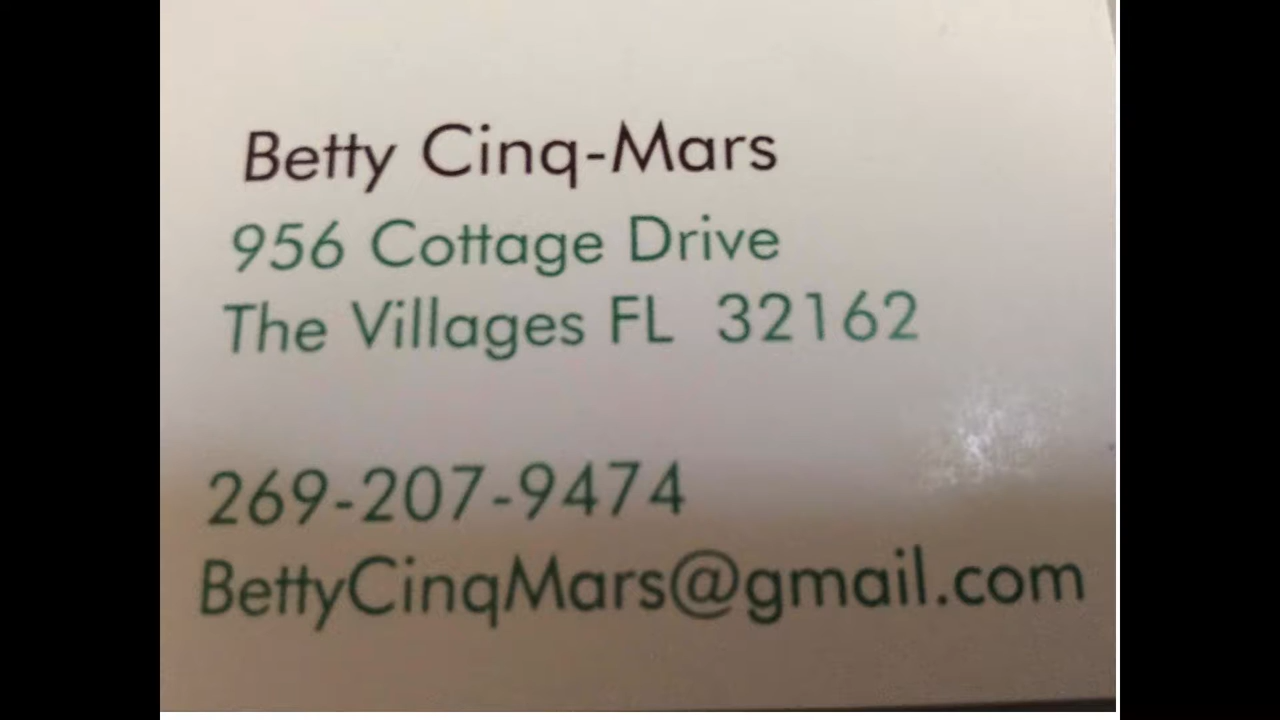 Betty Cinq-Mars
956 Cottage Drive
The Villages FL 32162
269-207-9474
BettyCinqMars@gmail.com